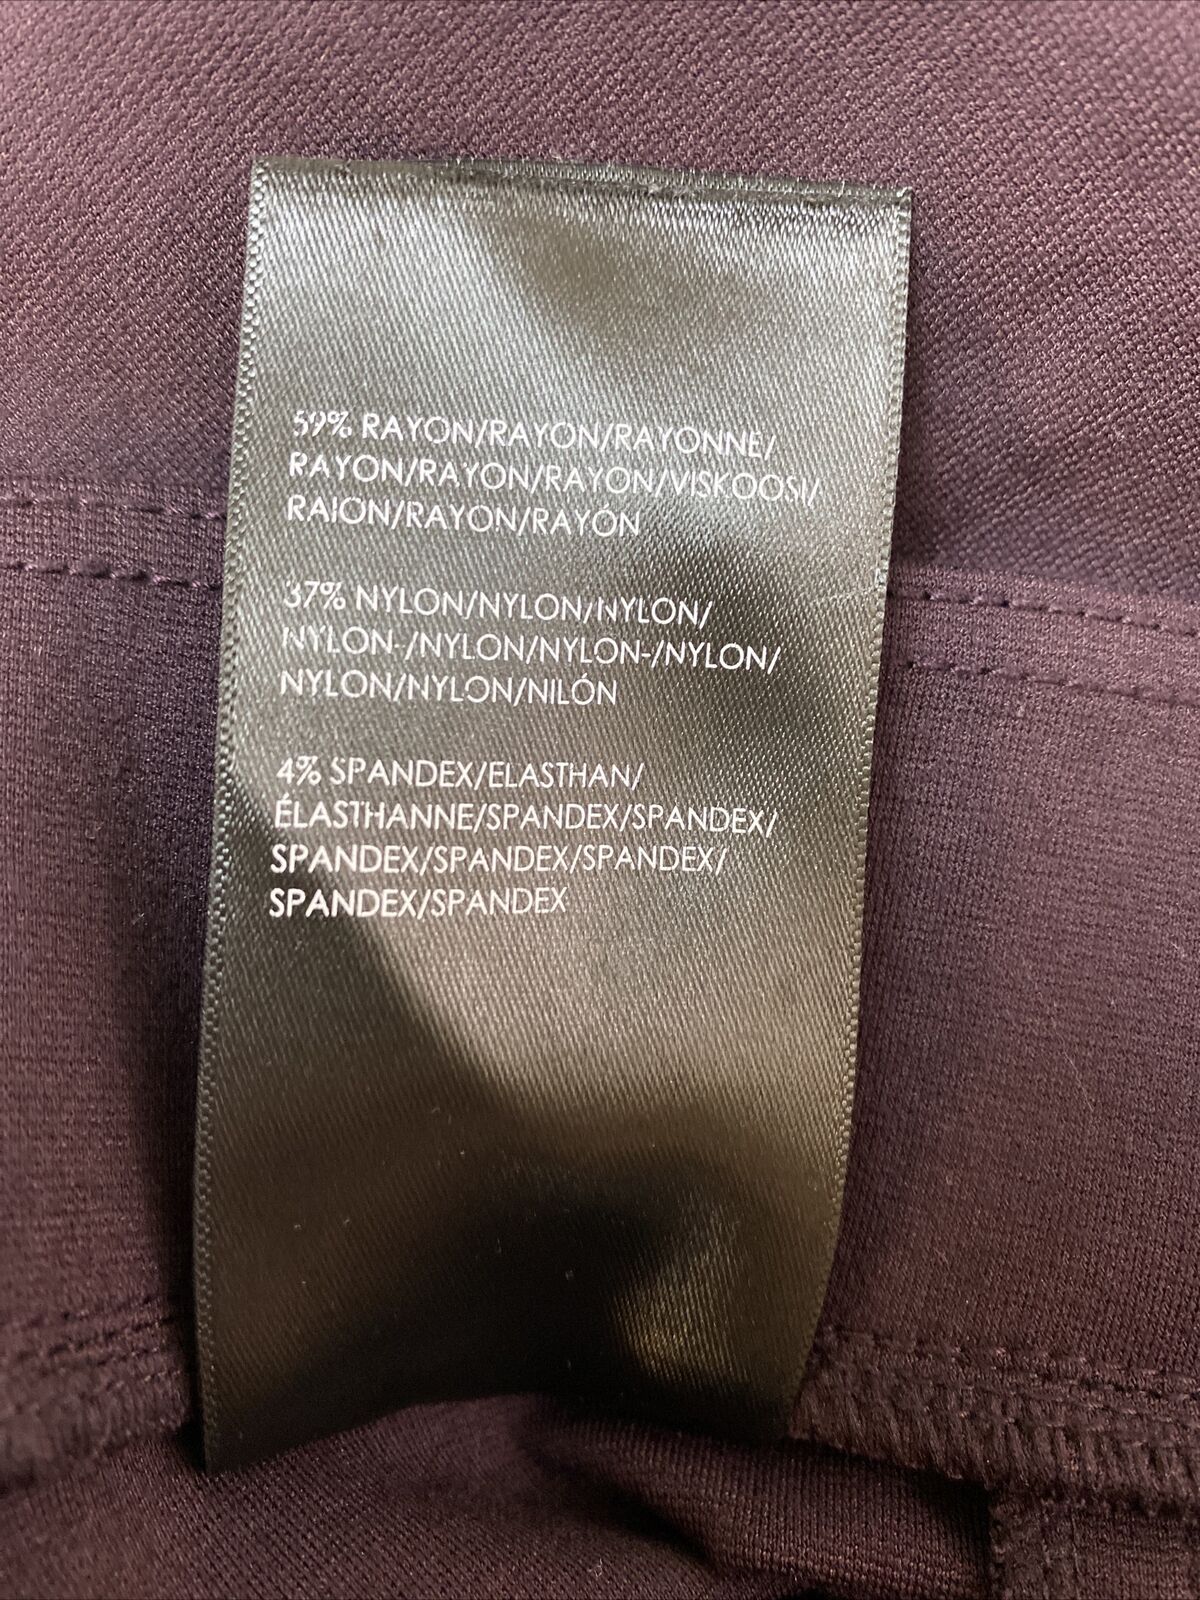 59% RAYON/RAYON/RAYONNE/
RAYON/RAYON/RAYON/VISKOOSI/
RAION/RAYON/RAYÓN
37% NYLON/NYLON/NYLON/
NYLON-/NYLON/NYLON-/NYLON/
NYLON/NYLON/NILÓN
4% SPANDEX/ELASTHAN/
ÉLASTHANNE/SPANDEX/SPANDEX/
SPANDEX/SPANDEX/SPANDEX/
SPANDEX/SPANDEX